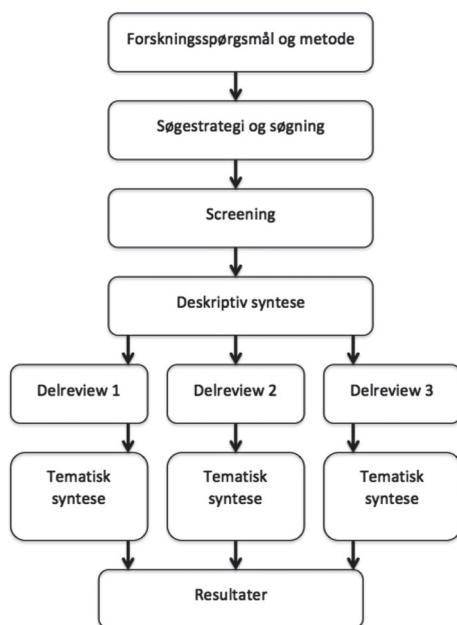 Forskningsspørgsmål og metode
Søgestrategi og søgning
Screening
Deskriptiv syntese
Delreview 1
Delreview 2
Delreview 3
Tematisk
syntese
Tematisk
syntese
Tematisk
syntese
Resultater